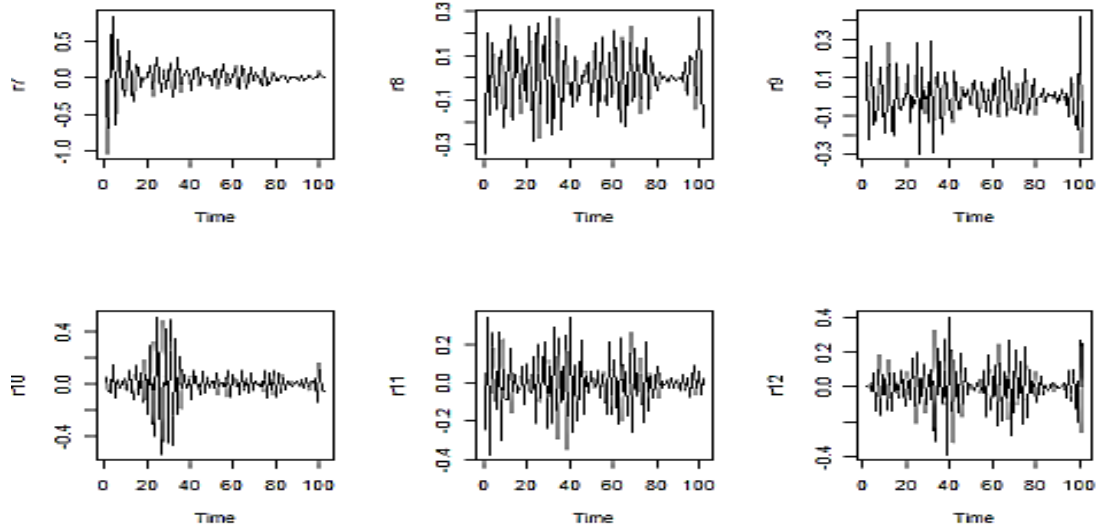 r7
-1.0 -0.5 0.0 0.5
0 20 40 60 80 100
Time
r8
-0.3 -0.1 0.1 0.3
0 20 40 60 80 100
Time
r9
-0.3 -0.1 0.1 0.3
0 20 40 60 80 100
Time
r10
-0.4 0.0 0.4
0 20 40 60 80 100
Time
r11
-0.4 -0.2 0.0 0.2
0 20 40 60 80 100
Time
r12
-0.4 0.0 0.2 0.4
0 20 40 60 80 100
Time